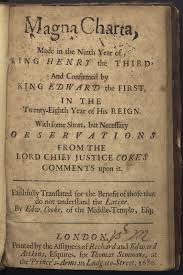 Magna Charta,
Made in the Ninth Year of
KING HENRY the THIRD,
And Confirmed by
KING EDWARD the FIRST,
IN THE
Twenty-Eighth Year of His REIGN.
With some Short, but Necessary
OBSERVATIONS
FROM THE
LORD CHIEF JUSTICE COKE'S
COMMENTS upon it.
Faithfully Translated for the Benefit of those that
do not understand the Latine.
By Edw. Cooke, of the Middle-Temple, Esq;
LONDON,
Printed by the Assignees of Richard and Edward
Atkins, Esquires, for Thomas Simmons, at
the Prince's-Arms in Ludgate-Street, 1680.